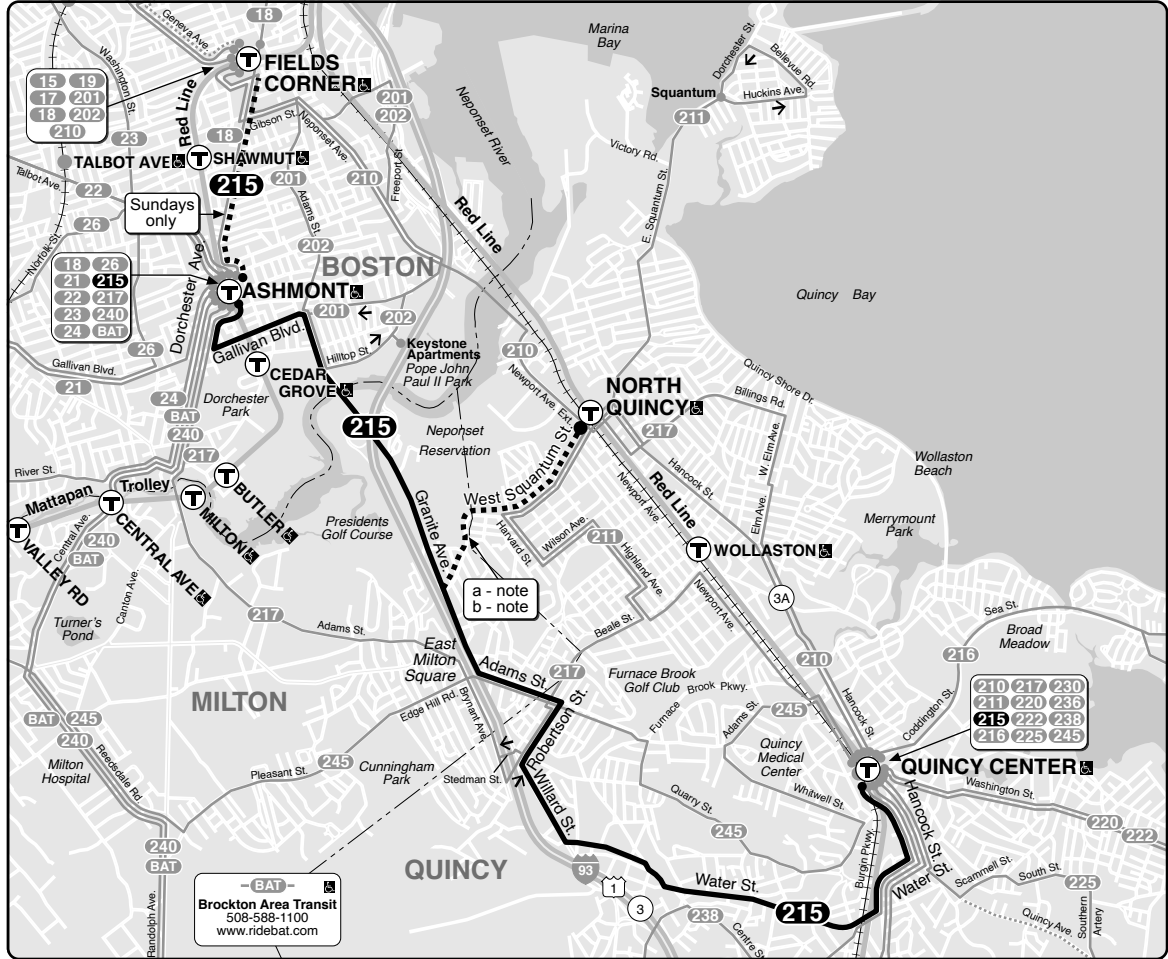 18
Geneva Ave.
Washington St.
FIELDS
CORNER
15 19
17 201
18 202
210
Red Line
23
18
Gibson St.
Neponset Ave.
201
202
TALBOT AVE
SHAWMUT
Talbot Ave.
22
215
201
210
Freeport St
Adams St.
Sundays
only
26
Norfolk St.
202
BOSTON
18 26
21 215
22 217
23 240
24 BAT
Dorchester Ave
ASHMONT
201
202
Gallivan Blvd.
Hilltop St.
Keystone
Apartments
Pope John
Paul II Park
26
Gallivan Blvd.
21
CEDAR
GROVE
Dorchester
Park
24
BAT
240
217
215
Neponset
Reservation
River St.
Mattapan
Trolley
BUTLER
MILTON
CENTRAL AVE
VALLEY RD
Central Ave.
240
BAT
Canton Ave.
Turner's
Pond
Presidents
Golf Course
Granite Ave.
217
Adams St.
Marina
Bay
Neponset
River
Red Line
Squantum
Dorchester St.
Bellevue Rd.
Huckins Ave.
211
Victory Rd.
E. Squantum St.
Quincy Bay
210
Newport Ave. Ext.
NORTH
QUINCY
Quincy Shore Dr.
Billings Rd.
217
W. Elm Ave.
Wollaston
Beach
Hancock St.
Elm Ave.
Merrymount
Park
West Squantum St.
Red Line
Newport Ave.
Harvard St.
Wilson Ave.
211
Highland Ave.
WOLLASTON
a - note
b - note
Newport Ave.
3A
Beale St.
Sea St.
Broad
Meadow
216
210
East
Milton
Square
Adams St.
217
Furnace Brook
Golf Club
Furnace
Brook Pkwy.
Adams St.
245
Hancock St.
Coddington St.
210 217 230
211 220 236
215 222 238
216 225 245
MILTON
Edge Hill Rd.
Brynant Ave.
Robertson St.
BAT
245
240
Milton
Hospital
Reedsdale Rd
Pleasant St.
245
Cunningham
Park
Stedman St.
Willard St.
Quincy
Medical
Center
Whitwell St.
QUINCY CENTER
Washington St.
220
222
Quarry St.
245
Burgin Pkwy.
Hancock St.
Water St.
240
BAT
Randolph Ave.
QUINCY
93
1
3
Water St.
215
238
Centre St.
Scammell St.
South St.
225
Quincy Ave.
Southern
Artery
BAT
Brockton Area Transit
508-588-1100
www.ridebat.com